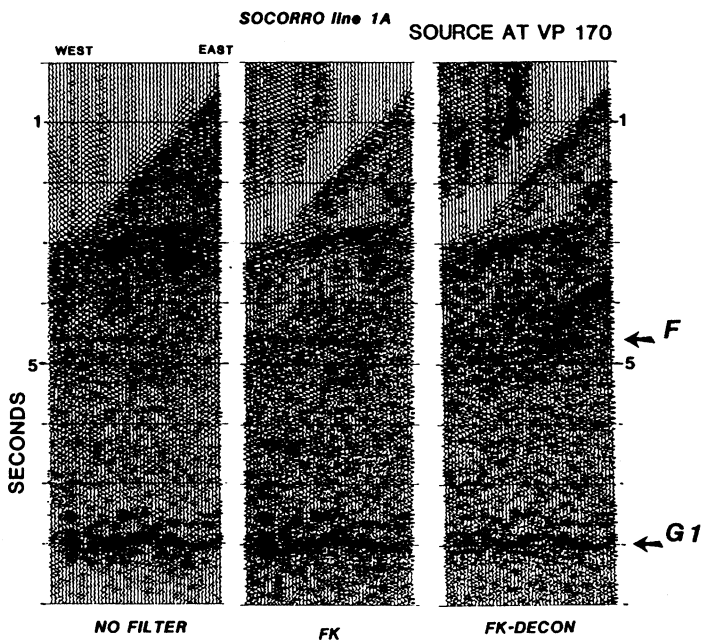 SOCORRO line 1A
SOURCE AT VP 170
WEST
EAST
1
1
F
5
5
SECONDS
G1
NO FILTER
FK
FK-DECON